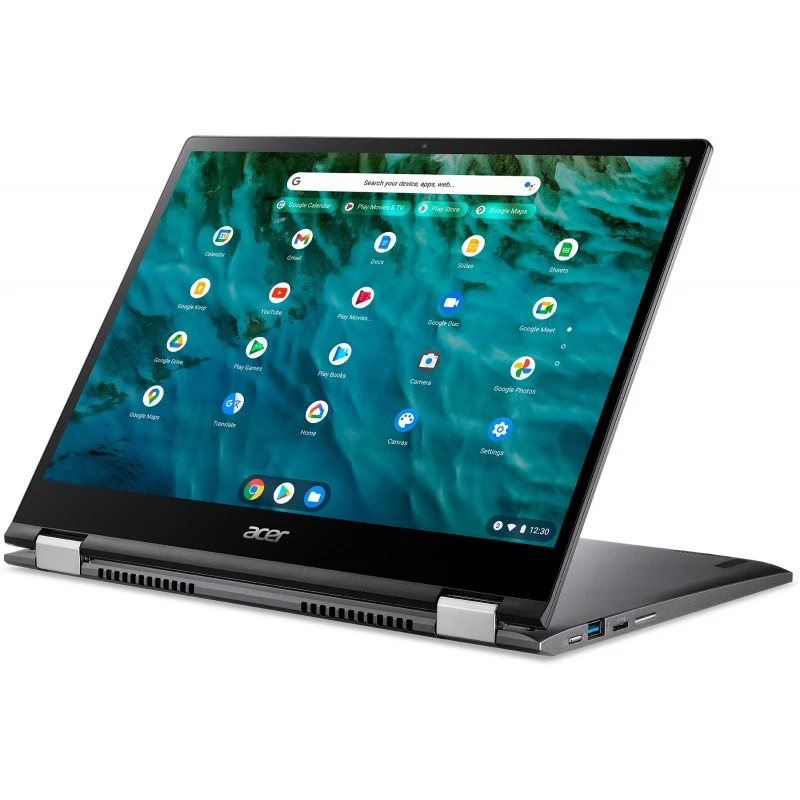 Search your device, apps, web...
Google Calendar
Play Movies & TV
Play Store
Google Maps
Calendar
Gmail
Docs
Slides
Sheets
Google Keep
YouTube
Play Movies...
Google Duo
Google Meet
Google Drive
Play Games
Play Books
Camera
Google Photos
Google Maps
Translate
Home
Canvas
Settings
2
12:30
acer